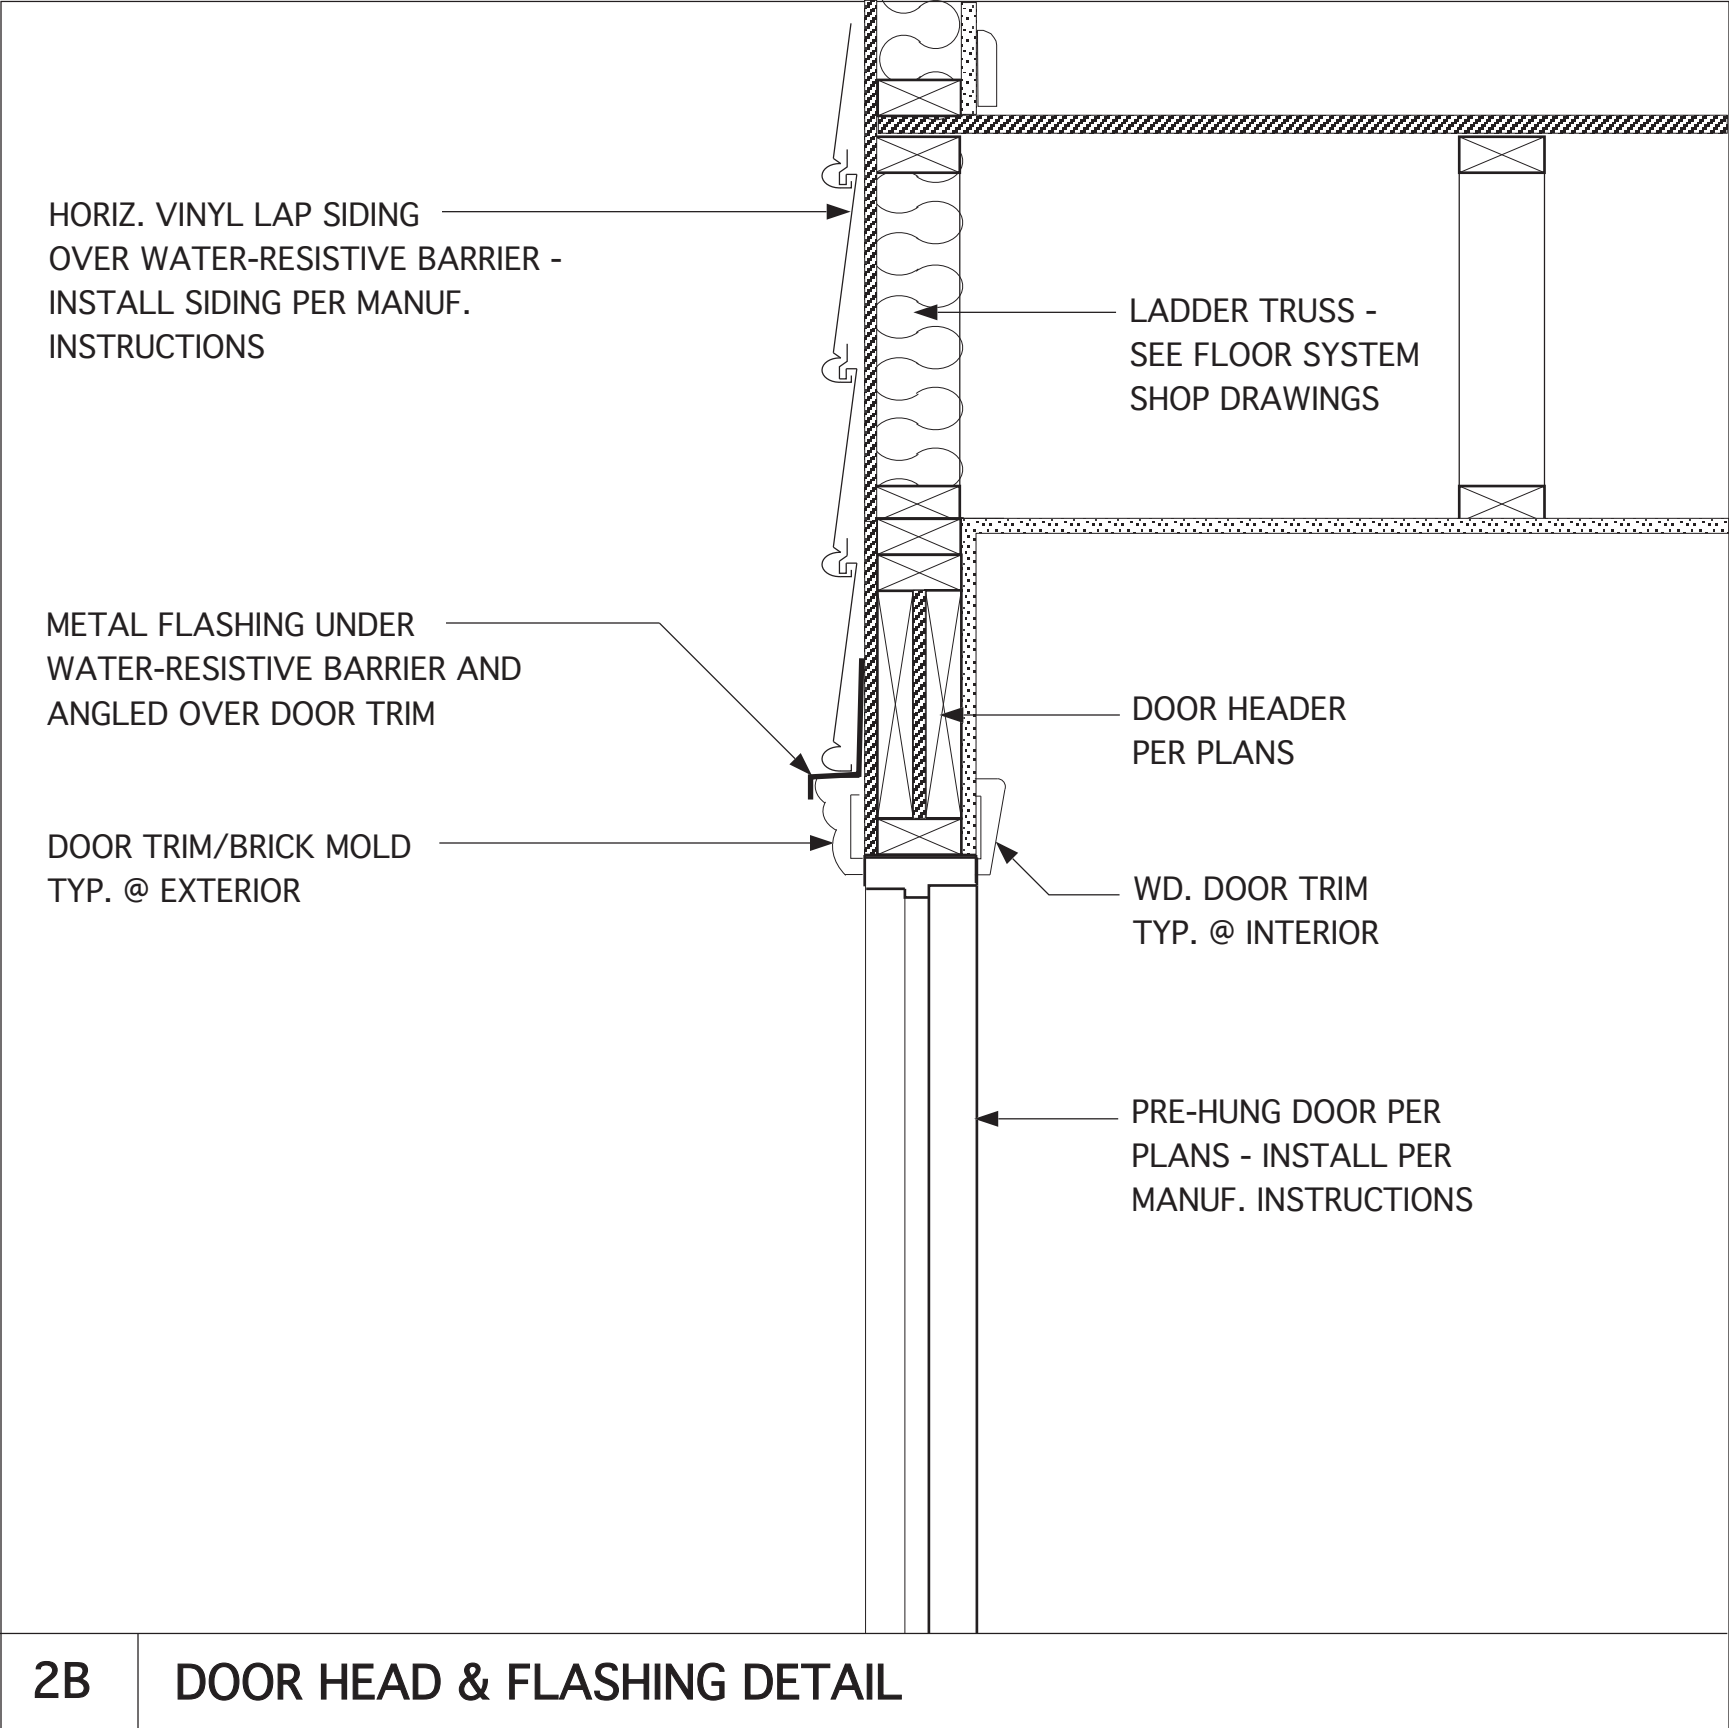 HORIZ. VINYL LAP SIDING
OVER WATER-RESISTIVE BARRIER -
INSTALL SIDING PER MANUF.
INSTRUCTIONS
LADDER TRUSS -
SEE FLOOR SYSTEM
SHOP DRAWINGS
METAL FLASHING UNDER
WATER-RESISTIVE BARRIER AND
ANGLED OVER DOOR TRIM
DOOR HEADER
PER PLANS
DOOR TRIM/BRICK MOLD
TYP. @ EXTERIOR
WD. DOOR TRIM
TYP. @ INTERIOR
PRE-HUNG DOOR PER
PLANS - INSTALL PER
MANUF. INSTRUCTIONS
2B
DOOR HEAD & FLASHING DETAIL